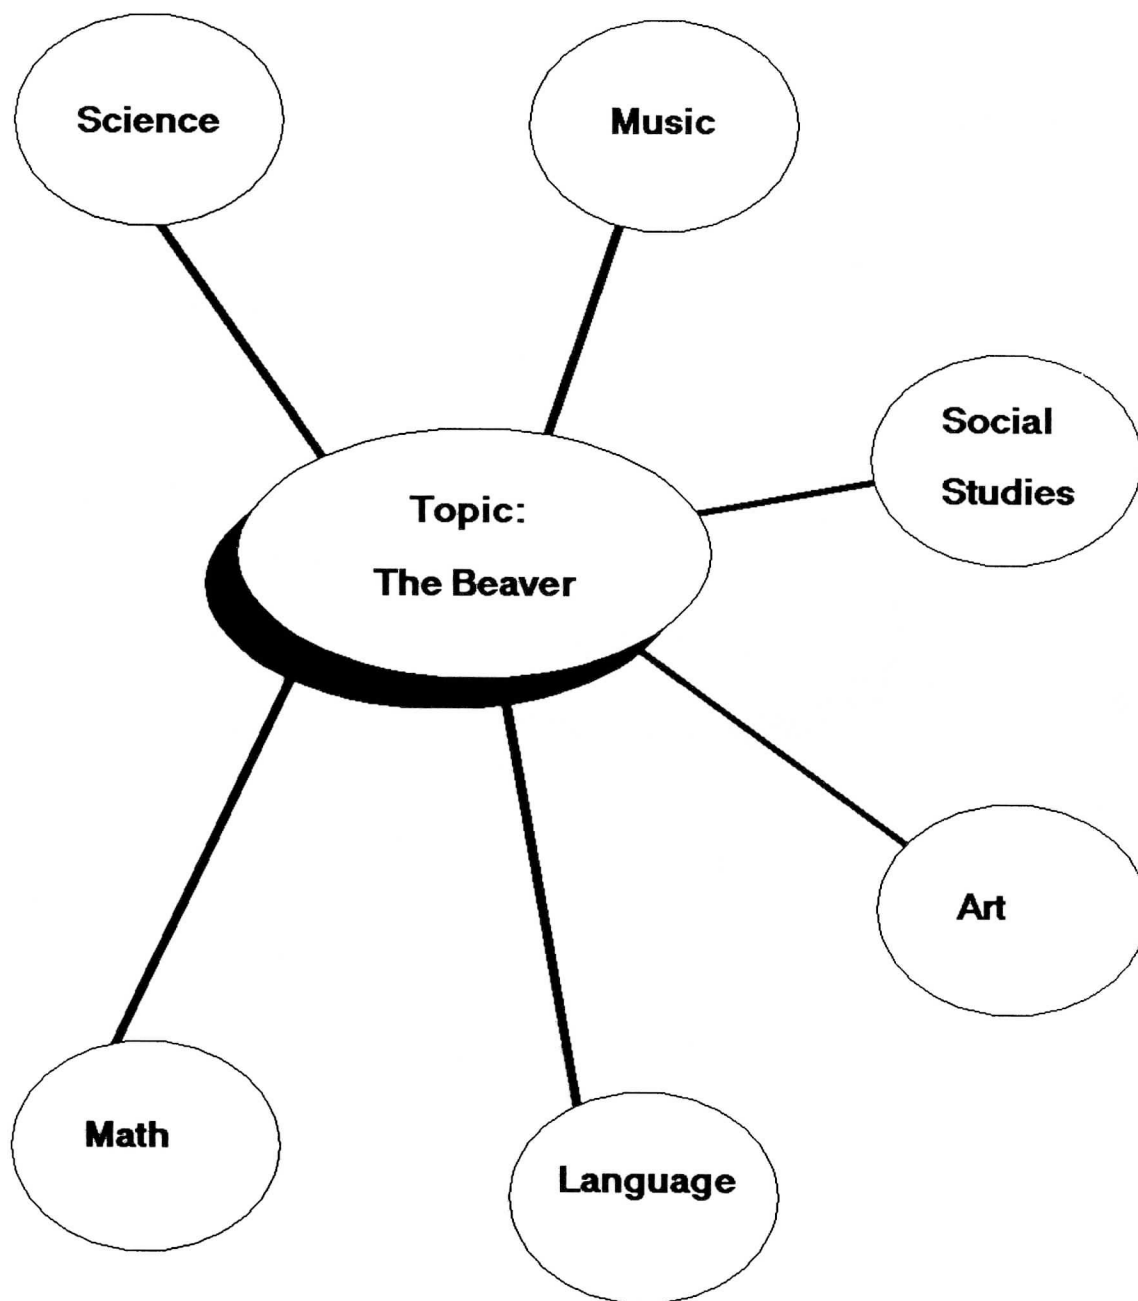 Science
Music
Social
Studies
Topic:
The Beaver
Art
Math
Language